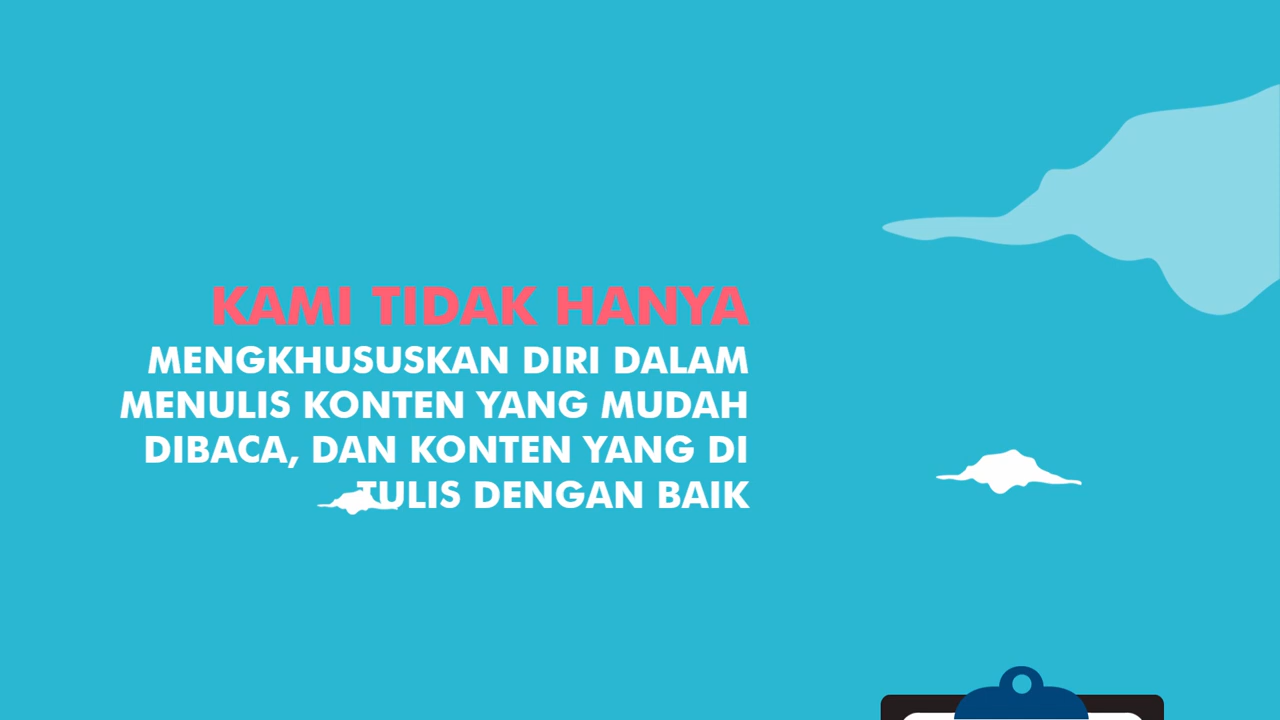 KAMI TIDAK HANYA
MENGKHUSUSKAN DIRI DALAM
MENULIS KONTEN YANG MUDAH
DIBACA, DAN KONTEN YANG DI
TULIS DENGAN BAIK